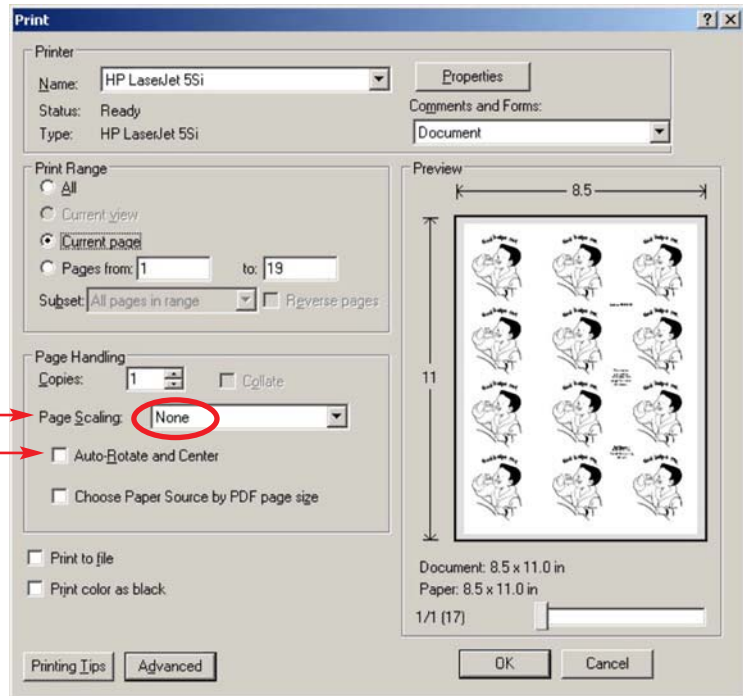 Print
Printer
Name: HP LaserJet 5Si
Properties
Status: Ready
Comments and Forms:
Type: HP LaserJet 5Si
Document
Print Range
All
Current view
Current page
Pages from: 1 to: 19
Subset: All pages in range Reverse pages
Page Handling
Copies: 1 Collate
Page Scaling: None
Auto-Rotate and Center
Choose Paper Source by PDF page size
Print to file
Print color as black
Printing Tips Advanced
Preview
8.5
11
Document: 8.5 x 11.0 in
Paper: 8.5 x 11.0 in
1/1 (17)
OK Cancel